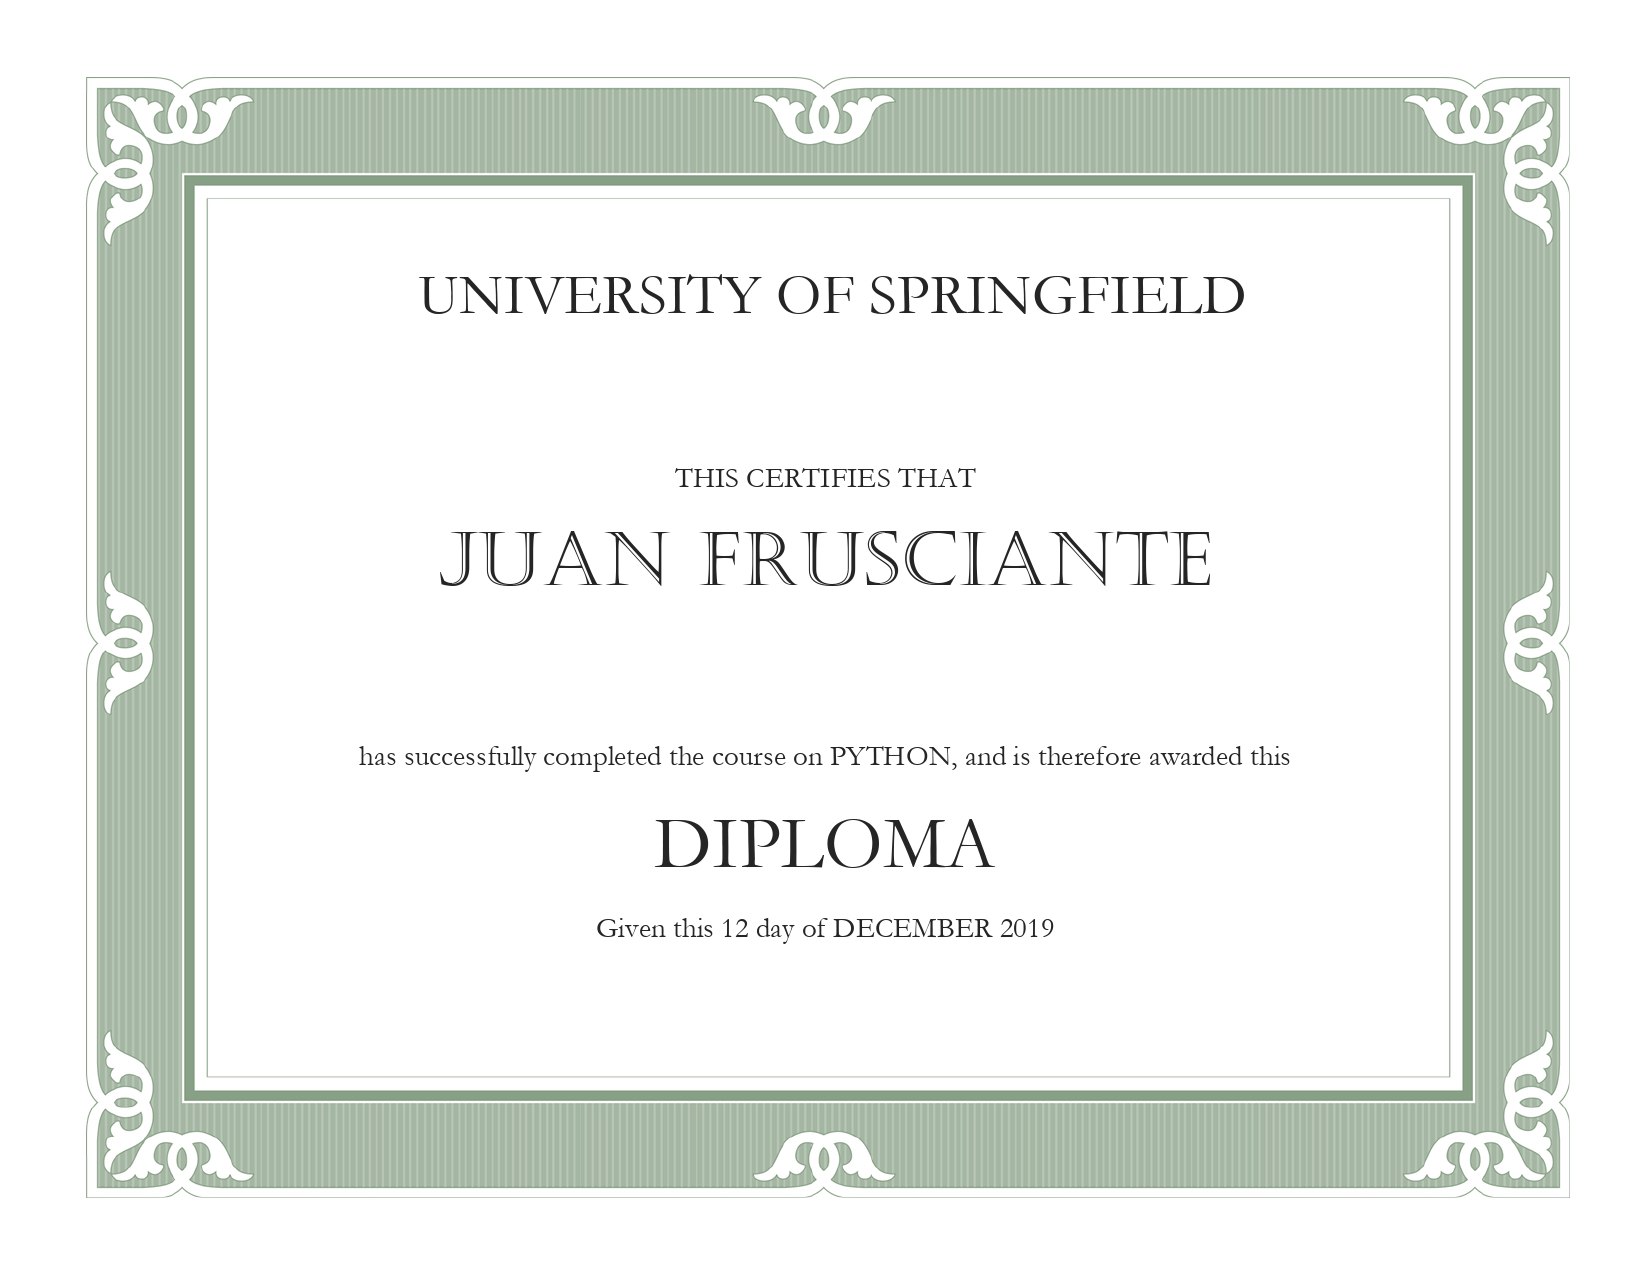 UNIVERSITY OF SPRINGFIELD
THIS CERTIFIES THAT
JUAN FRUSCIANTE
has successfully completed the course on PYTHON, and is therefore awarded this
DIPLOMA
Given this 12 day of DECEMBER 2019